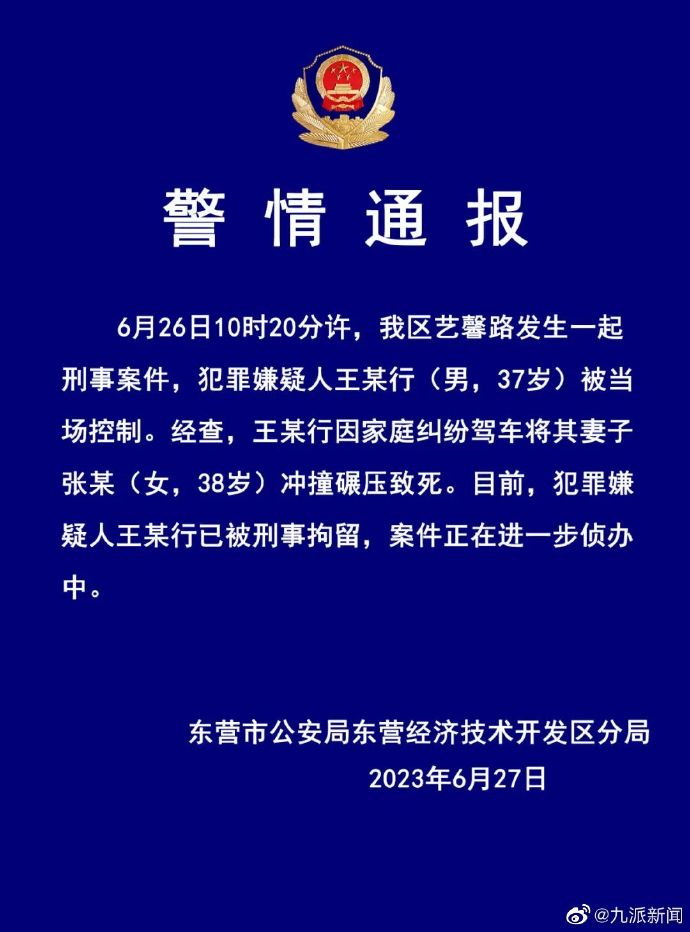 警情通报
6月26日10时20分许，我区艺馨路发生一起
刑事案件，犯罪嫌疑人王某行（男，37岁）被当
场控制。经查，王某行因家庭纠纷驾车将其妻子
张某（女，38岁）冲撞碾压致死。目前，犯罪嫌
疑人王某行已被刑事拘留，案件正在进一步侦办
中。
东营市公安局东营经济技术开发区分局
2023年6月27日
@九派新闻